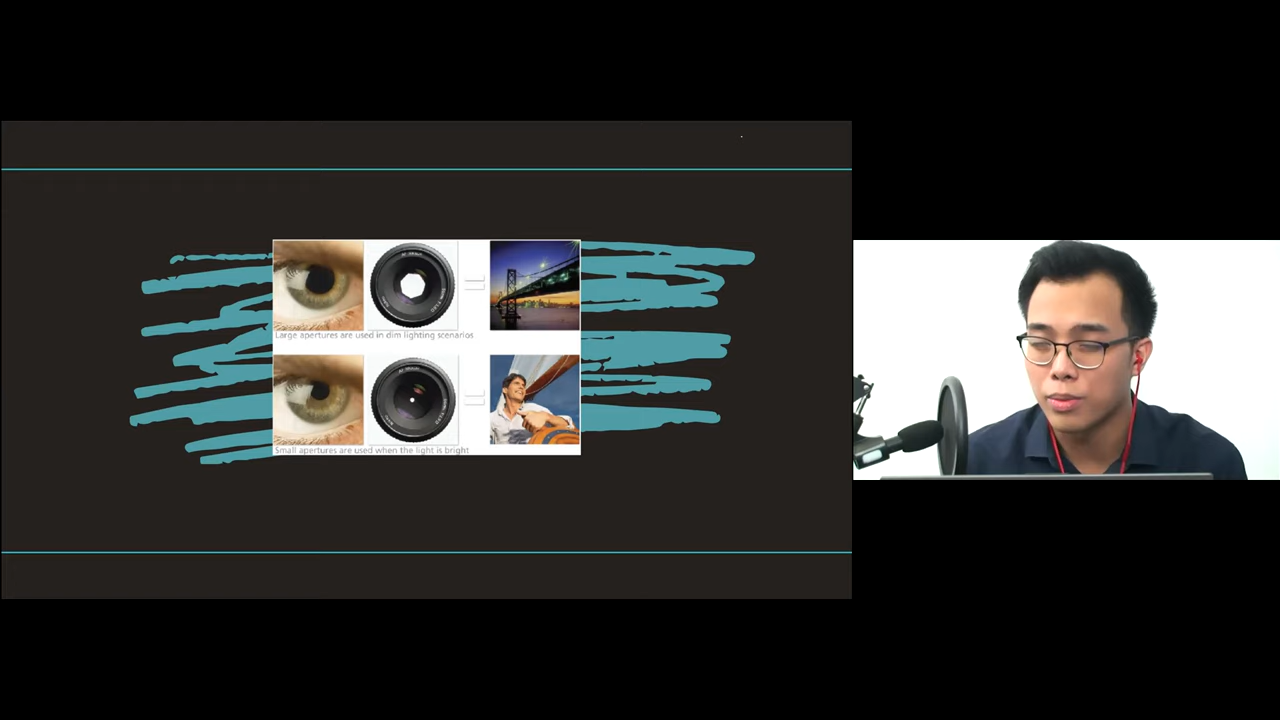 Large apertures are used in dim lighting scenarios
Small apertures are used when the light is bright